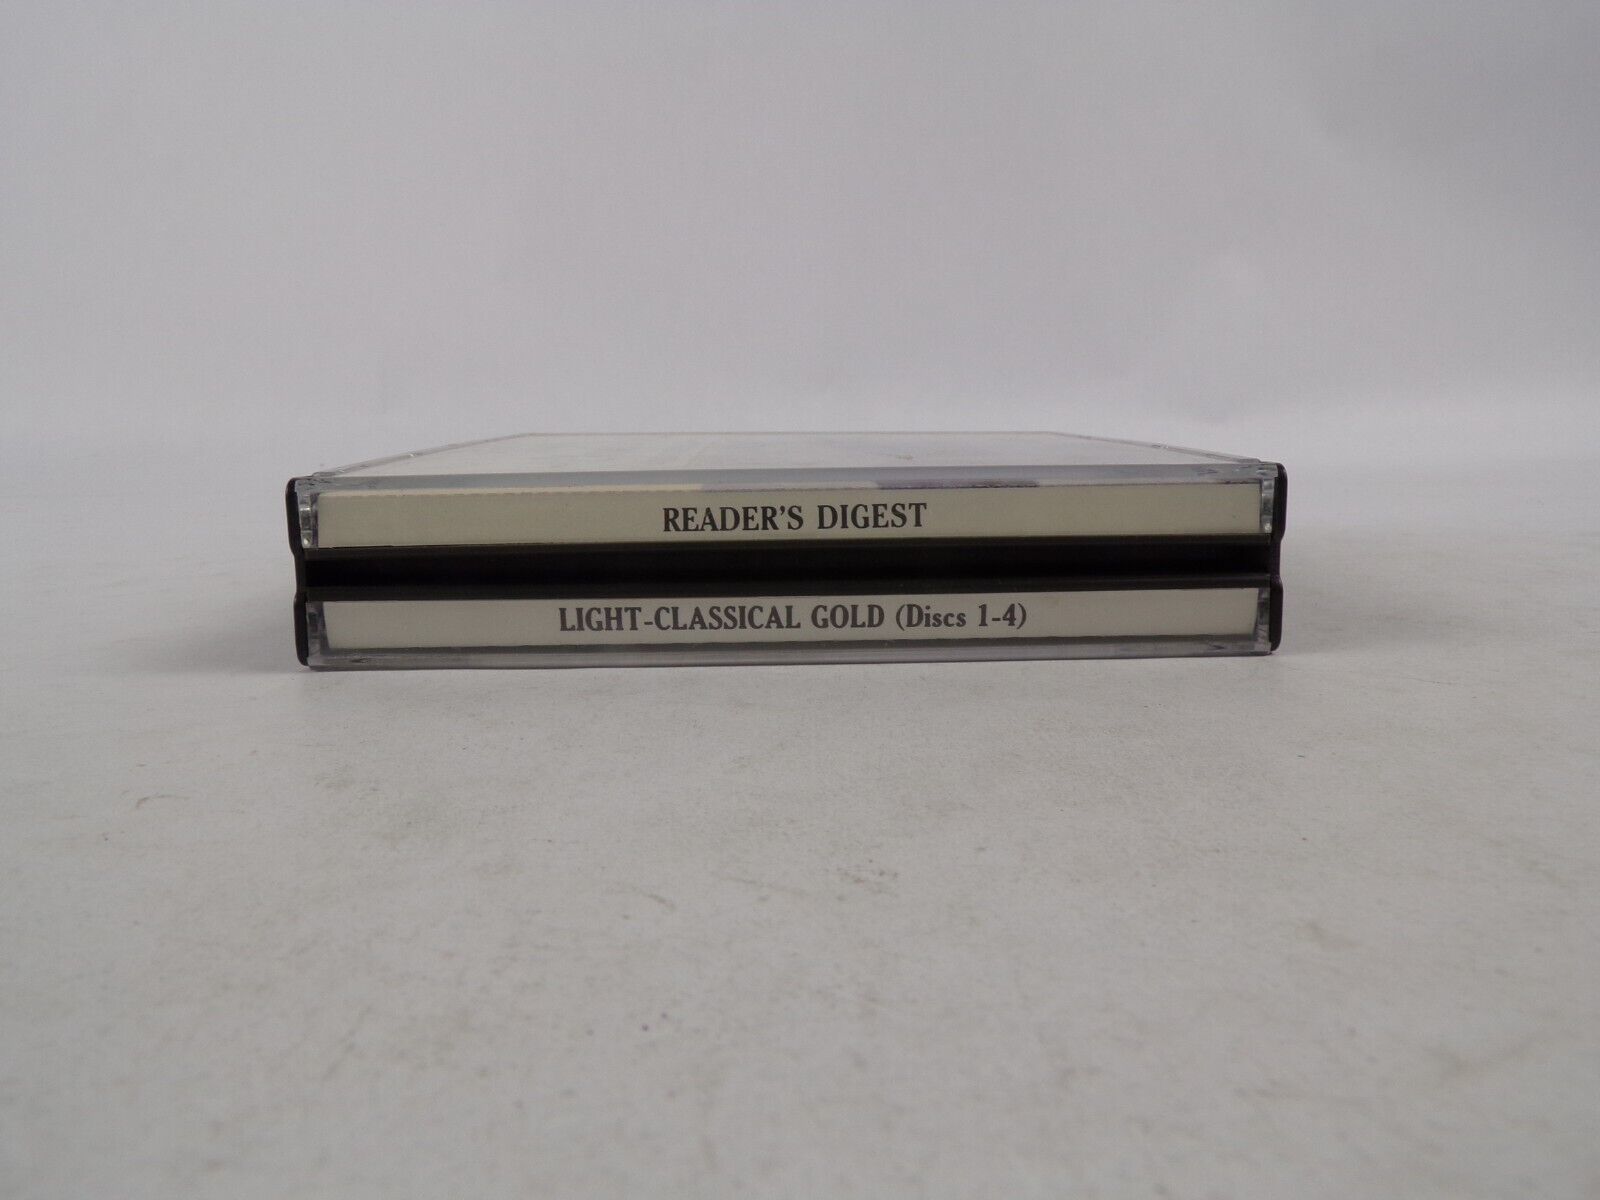 READER'S DIGEST
LIGHT-CLASSICAL GOLD (Discs 1-4)